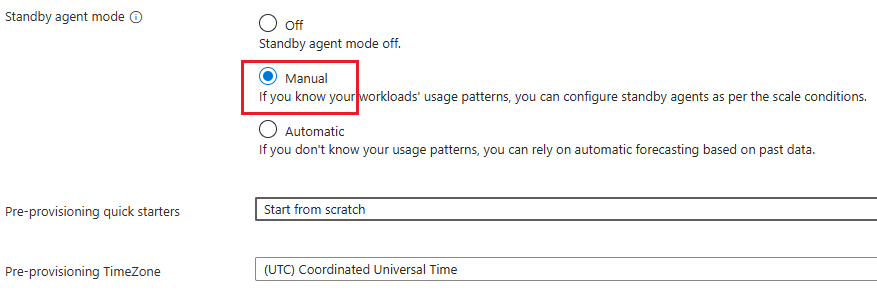 Standby agent mode
Off
Standby agent mode off.
Manual
If you know your workloads' usage patterns, you can configure standby agents as per the scale conditions.
Automatic
If you don't know your usage patterns, you can rely on automatic forecasting based on past data.
Pre-provisioning quick starters
Start from scratch
Pre-provisioning TimeZone
(UTC) Coordinated Universal Time